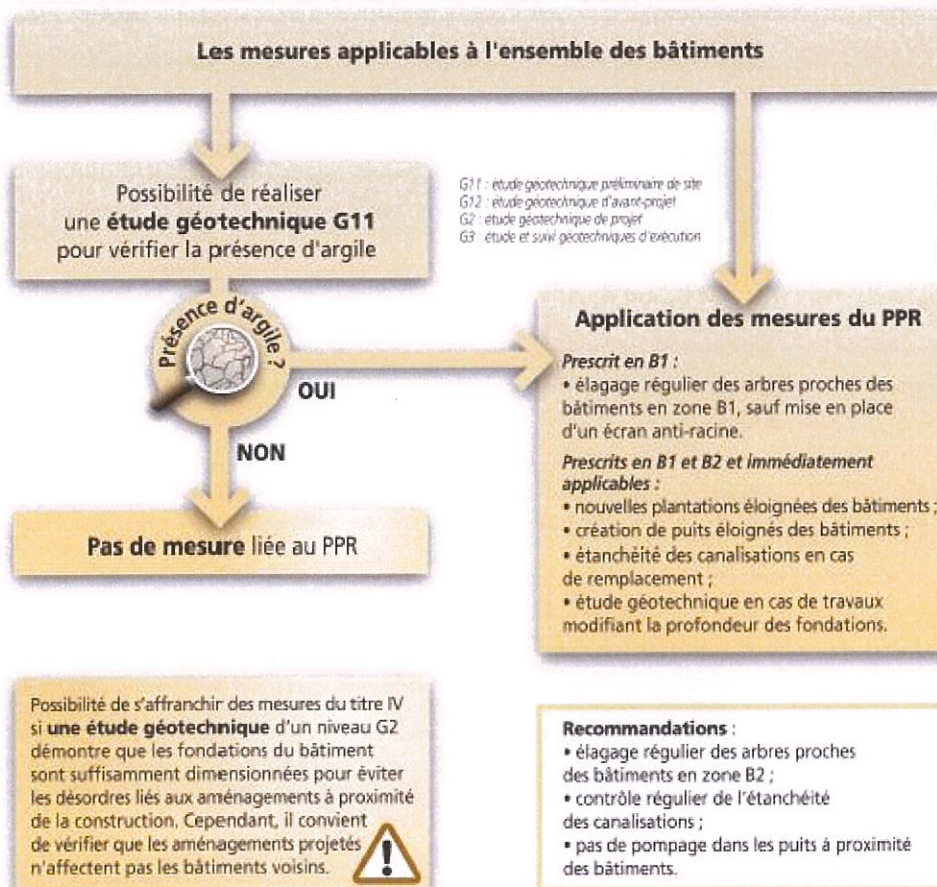 Les mesures applicables à l'ensemble des bâtiments
Possibilité de réaliser
une étude géotechnique G11
pour vérifier la présence d'argile
G11 : étude géotechnique préliminaire de site
G12 : étude géotechnique d'avant-projet
G2 : étude géotechnique de projet
G3 : étude et suivi géotechniques d'exécution
Présence d'argile ?
OUI
NON
Pas de mesure liée au PPR
Application des mesures du PPR
Prescrit en B1 :
• élagage régulier des arbres proches des
bâtiments en zone B1, sauf mise en place
d'un écran anti-racine.
Prescrits en B1 et B2 et immédiatement
applicables :
• nouvelles plantations éloignées des bâtiments ;
• création de puits éloignés des bâtiments ;
• étanchéité des canalisations en cas
de remplacement ;
• étude géotechnique en cas de travaux
modifiant la profondeur des fondations.
Possibilité de s'affranchir des mesures du titre IV
si une étude géotechnique d'un niveau G2
démontre que les fondations du bâtiment
sont suffisamment dimensionnées pour éviter
les désordres liés aux aménagements à proximité
de la construction. Cependant, il convient
de vérifier que les aménagements projetés
n'affectent pas les bâtiments voisins.
!
Recommandations :
• élagage régulier des arbres proches
des bâtiments en zone B2 ;
• contrôle régulier de l'étanchéité
des canalisations ;
• pas de pompage dans les puits á proximité
des bâtiments.